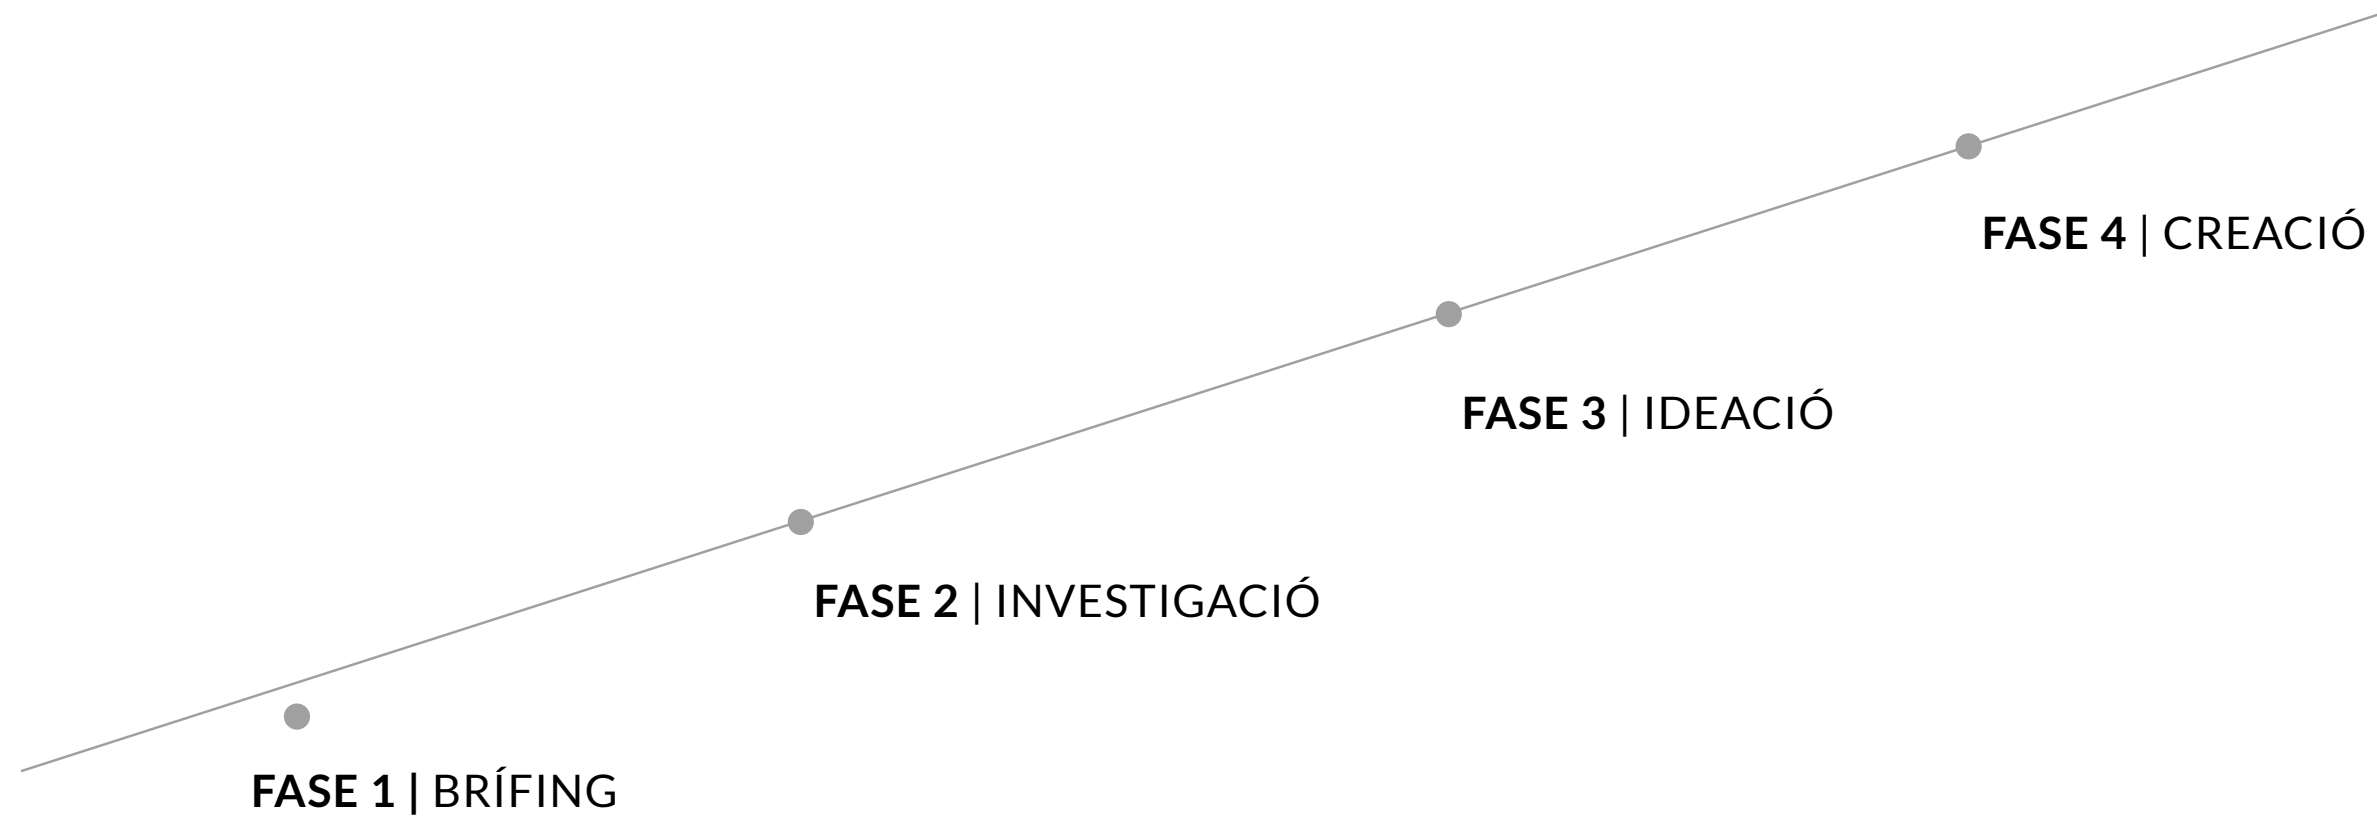 FASE 1 | BRÍFING
FASE 2 | INVESTIGACIÓ
FASE 3 | IDEACIÓ
FASE 4 | CREACIÓ